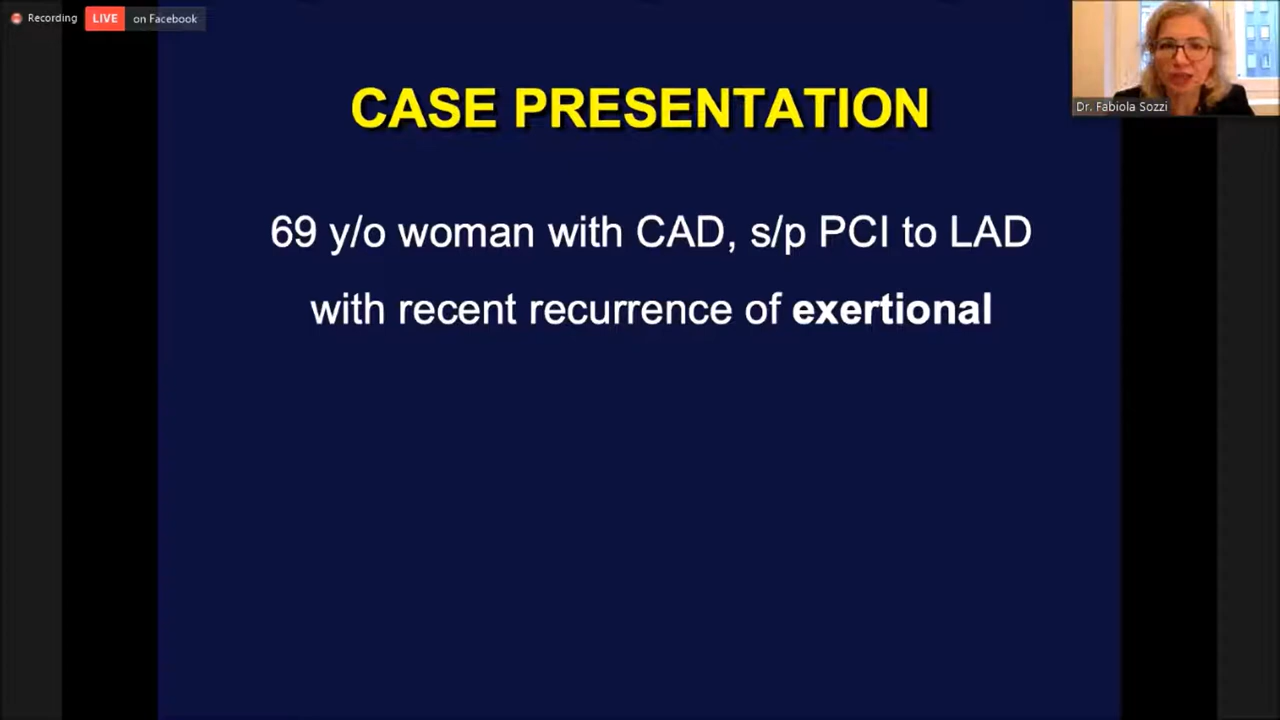 Recording
LIVE on Facebook
Dr. Fabiola Sozzi
CASE PRESENTATION
69 y/o woman with CAD, s/p PCI to LAD
with recent recurrence of exertional